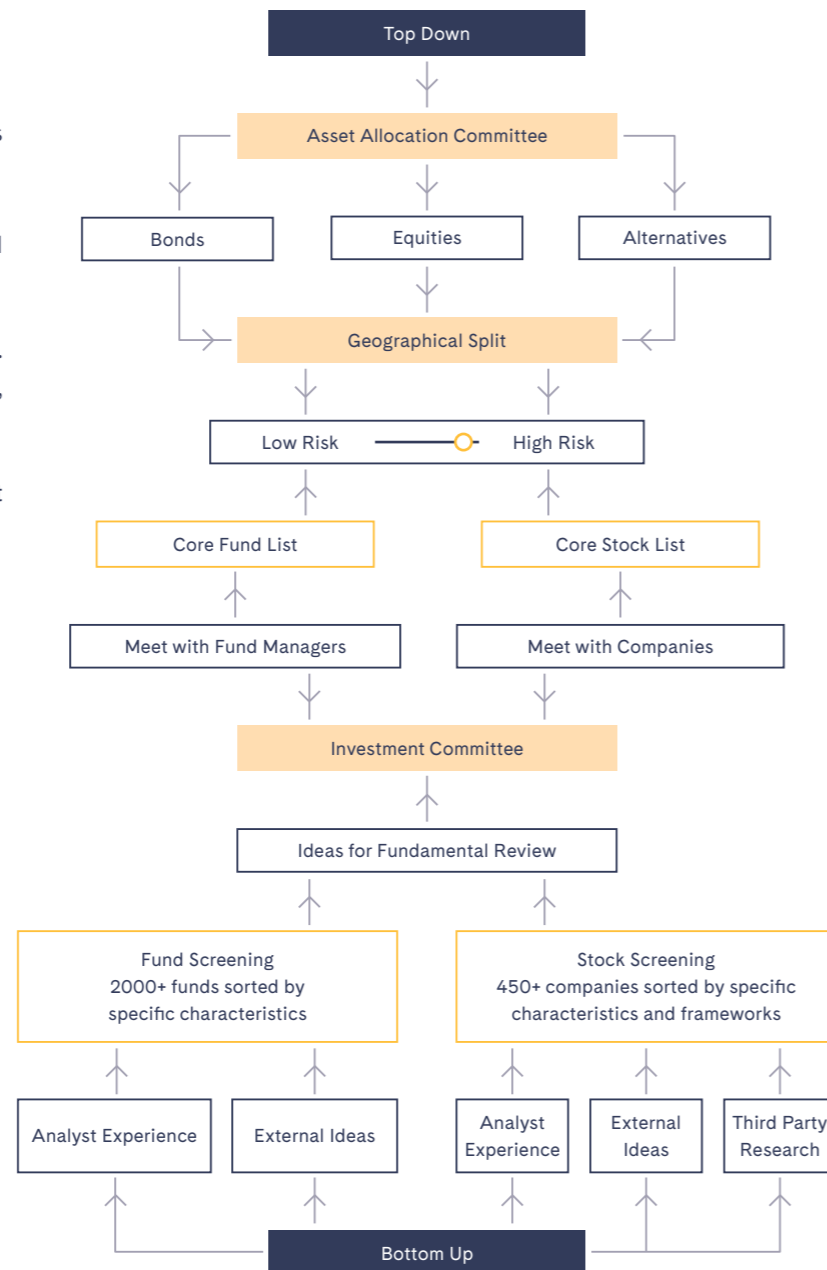 Top Down
Asset Allocation Committee
Bonds
Equities
Alternatives
Geographical Split
Low Risk
High Risk
Core Fund List
Core Stock List
Meet with Fund Managers
Meet with Companies
Investment Committee
Ideas for Fundamental Review
Fund Screening
2000+ funds sorted by
specific characteristics
Stock Screening
450+ companies sorted by specific
characteristics and frameworks
Analyst Experience
External Ideas
Analyst
Experience
External
Ideas
Third Party
Research
Bottom Up